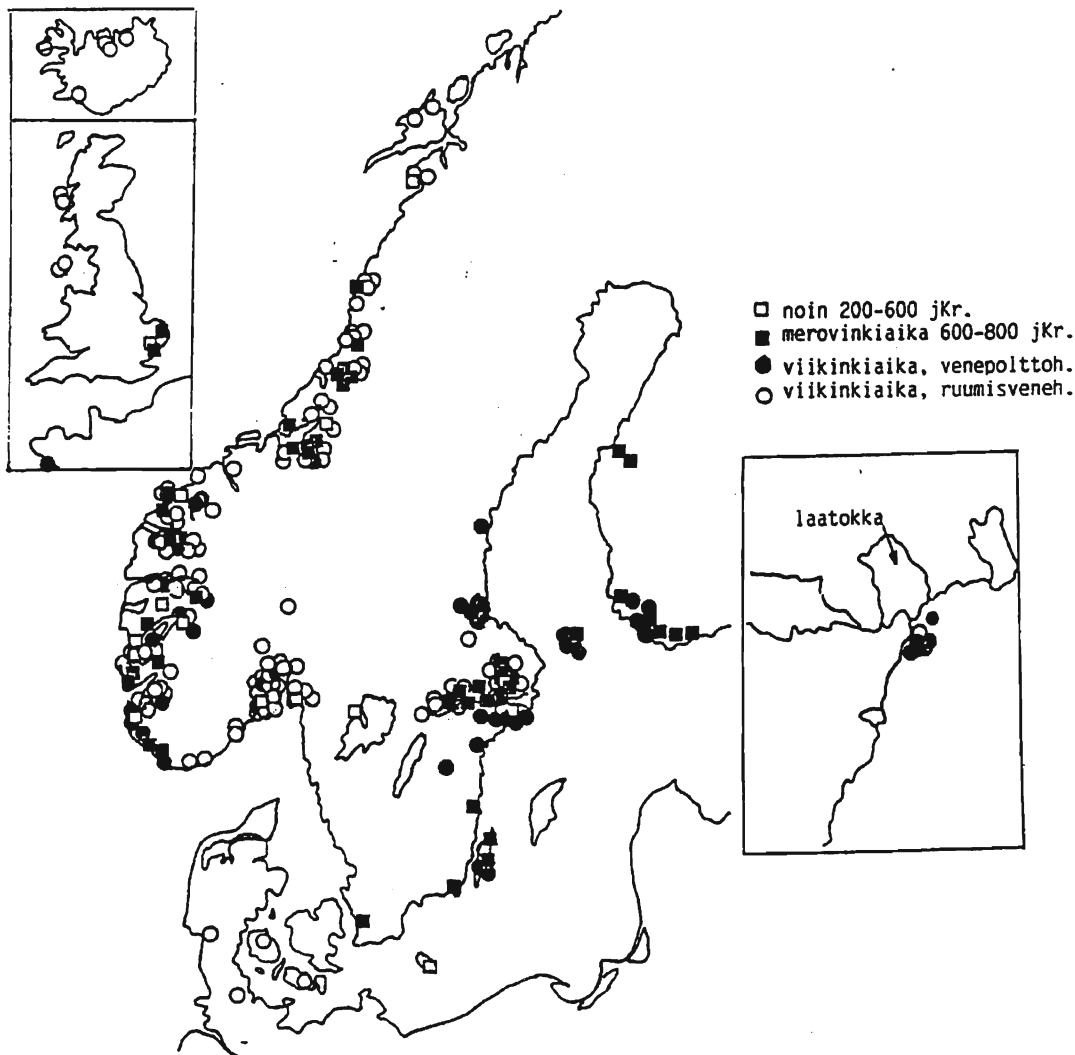 noin 200-600 jKr.
merovinkiaika 600-800 jKr.
viikinkiaika, venepolttoh.
viikinkiaika, ruumisveneh.
laatokka